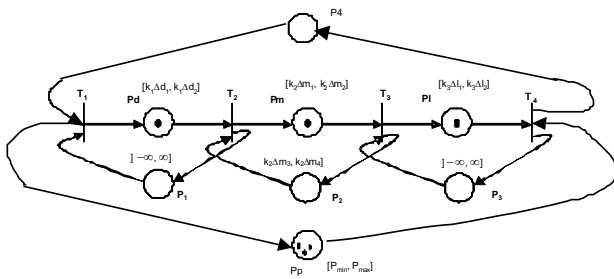 P4
[k₁Δd₁, k₁Δd₂] [k₂Δm₁, k₂Δm₂] [k₃Δl₁, k₃Δl₂]
T₁ Pd T₂ Pm T₃ Pl T₄
]−∞, ∞] k₂Δm₃, k₂Δm₄] ]−∞, ∞]
P₁ P₂ P₃
Pp [Pmin, Pmax]